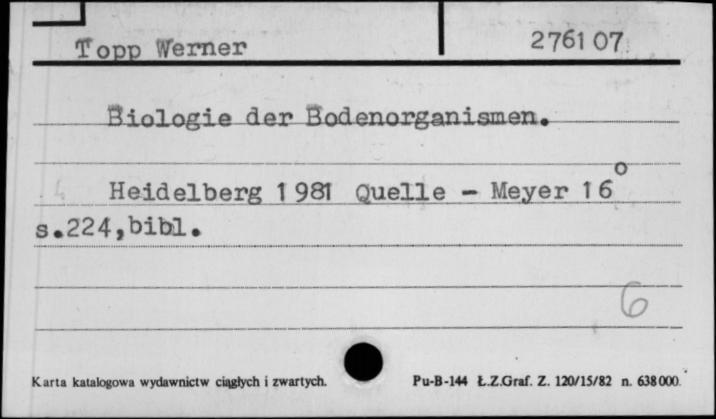 Topp Werner 276107
Biologie der Bodenorganismen.
Heidelberg 1981 Quelle - Meyer 16°
s.224,bibl.
6
Karta katalogowa wydawnictw ciągłych i zwartych. Pu-B-144 Ł.Z.Graf. Z. 120/15/82 n. 638000.